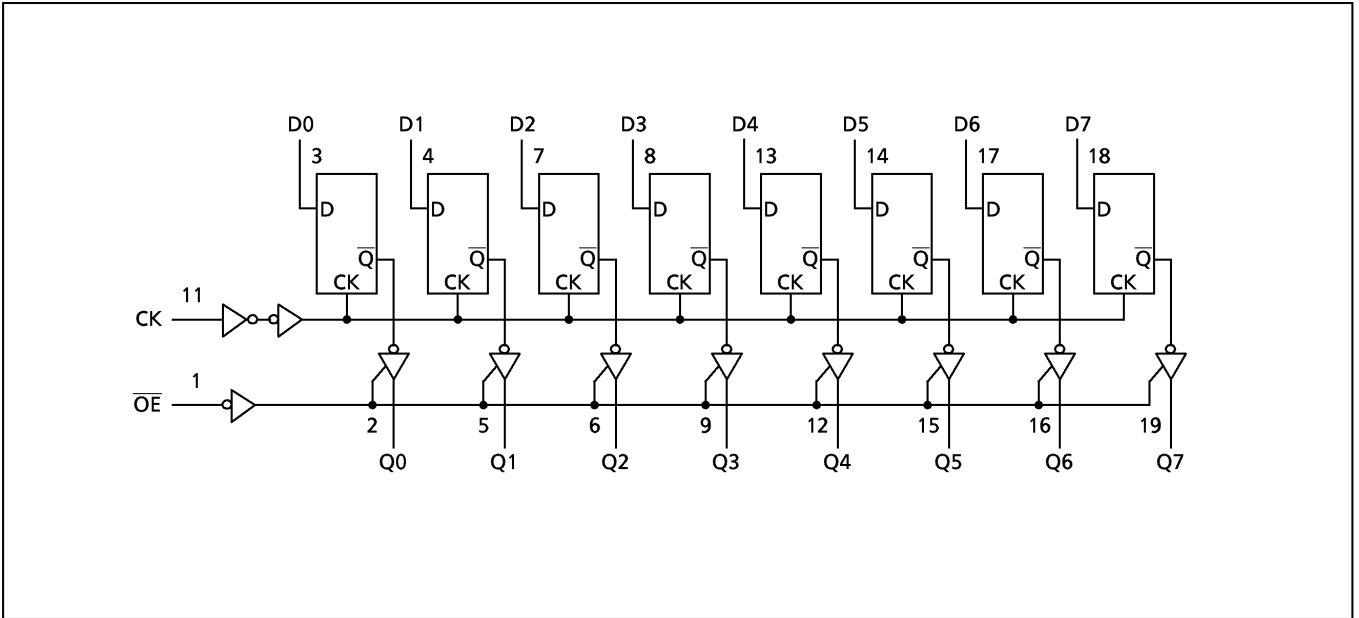 D0 D1 D2 D3 D4 D5 D6 D7
3 4 7 8 13 14 17 18
D D D D D D D D
Q̅ Q̅ Q̅ Q̅ Q̅ Q̅ Q̅ Q̅
CK CK CK CK CK CK CK CK
11
CK
1
O̅E̅
2 5 6 9 12 15 16 19
Q0 Q1 Q2 Q3 Q4 Q5 Q6 Q7